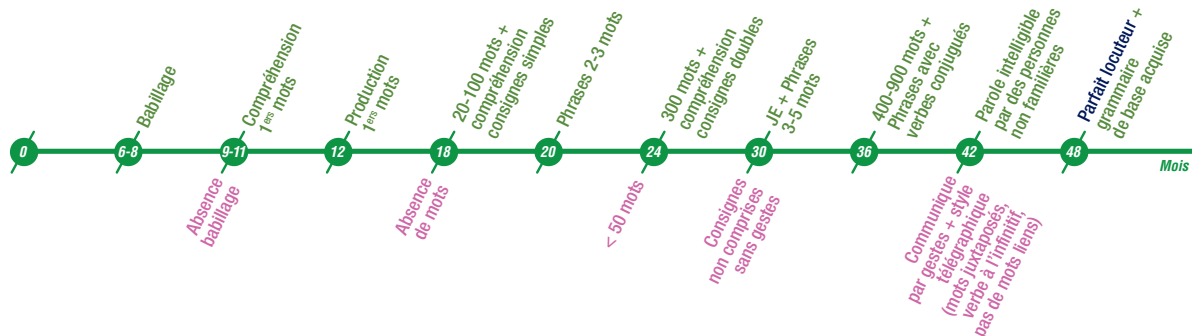 Babillage
Compréhension
1ers mots
Production
1ers mots
20-100 mots +
compréhension
consignes simples
Phrases 2-3 mots
300 mots +
compréhension
consignes doubles
JE + Phrases
3-5 mots
400-900 mots +
Phrases avec
verbes conjugués
Parole intelligible
par des personnes
non familières
Parfait locuteur +
grammaire
de base acquise
0
6-8
9-11
12
18
20
24
30
36
42
48
Mois
Absence
babillage
Absence
de mots
< 50 mots
Consignes
non comprises
sans gestes
Communique
par gestes + style
télégraphique
(mots juxtaposés,
verbe à l'infinitif,
pas de mots liens)